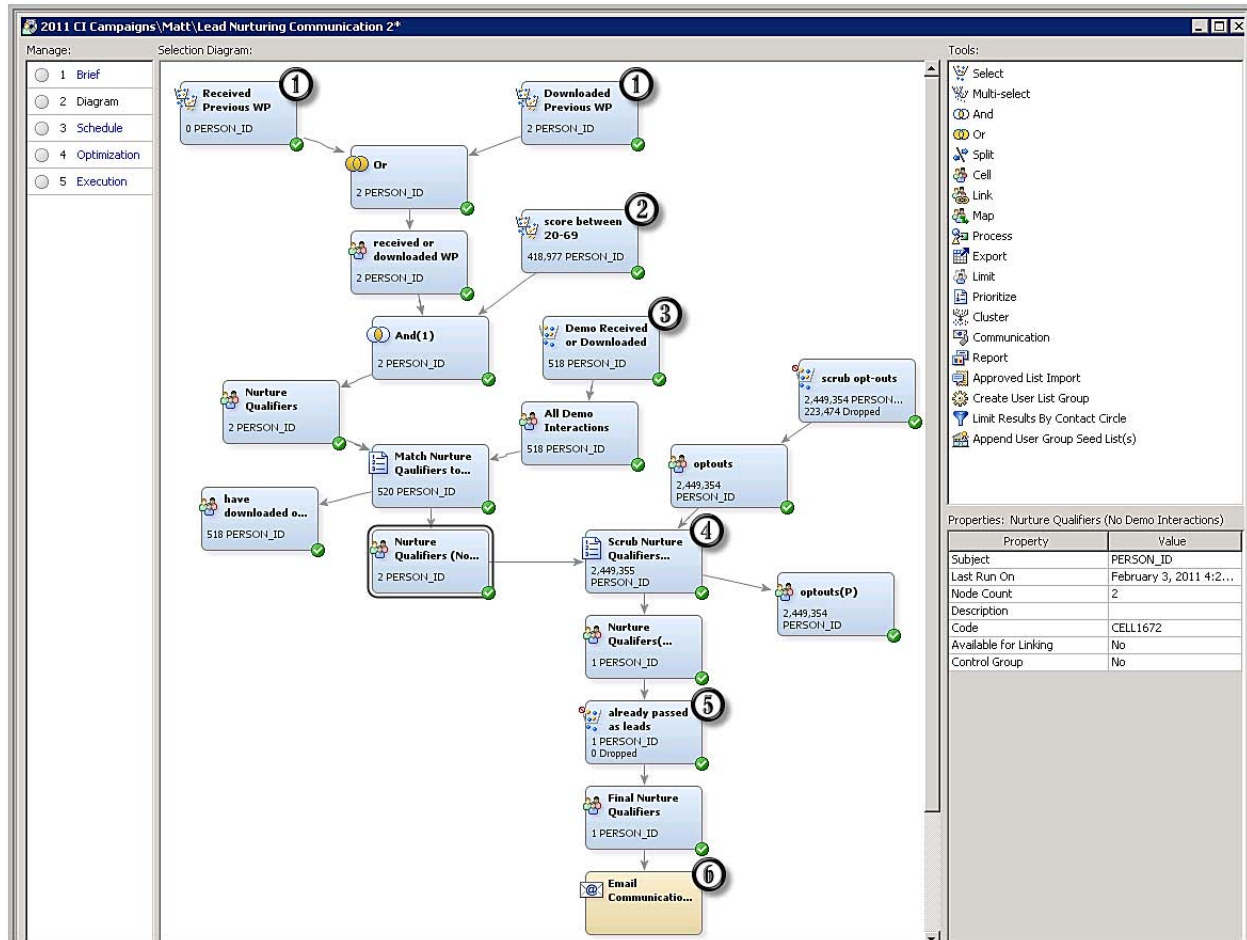 2011 CI Campaigns\Matt\Lead Nurturing Communication 2*
Manage:
1 Brief
2 Diagram
3 Schedule
4 Optimization
5 Execution
Selection Diagram:
Received
Previous WP
0 PERSON_ID
1
Downloaded
Previous WP
2 PERSON_ID
1
Or
2 PERSON_ID
received or
downloaded WP
2 PERSON_ID
score between
20-69
418,977 PERSON_ID
2
And(1)
2 PERSON_ID
Demo Received
or Downloaded
518 PERSON_ID
3
scrub opt-outs
2,449,354 PERSON...
223,474 Dropped
Nurture
Qualifiers
2 PERSON_ID
All Demo
Interactions
518 PERSON_ID
Match Nurture
Qaulifiers to...
520 PERSON_ID
optouts
2,449,354
PERSON_ID
have
downloaded o...
518 PERSON_ID
Nurture
Qualifiers (No...
2 PERSON_ID
Scrub Nurture
Qualifiers...
2,449,355
PERSON_ID
4
optouts(P)
2,449,354
PERSON_ID
Nurture
Qualifers(...
1 PERSON_ID
already passed
as leads
1 PERSON_ID
0 Dropped
5
Final Nurture
Qualifiers
1 PERSON_ID
Email
Communicatio...
6
Tools:
Select
Multi-select
And
Or
Split
Cell
Link
Map
Process
Export
Limit
Prioritize
Cluster
Communication
Report
Approved List Import
Create User List Group
Limit Results By Contact Circle
Append User Group Seed List(s)
Properties: Nurture Qualifiers (No Demo Interactions)
Property Value
Subject PERSON_ID
Last Run On February 3, 2011 4:2...
Node Count 2
Description
Code CELL1672
Available for Linking No
Control Group No